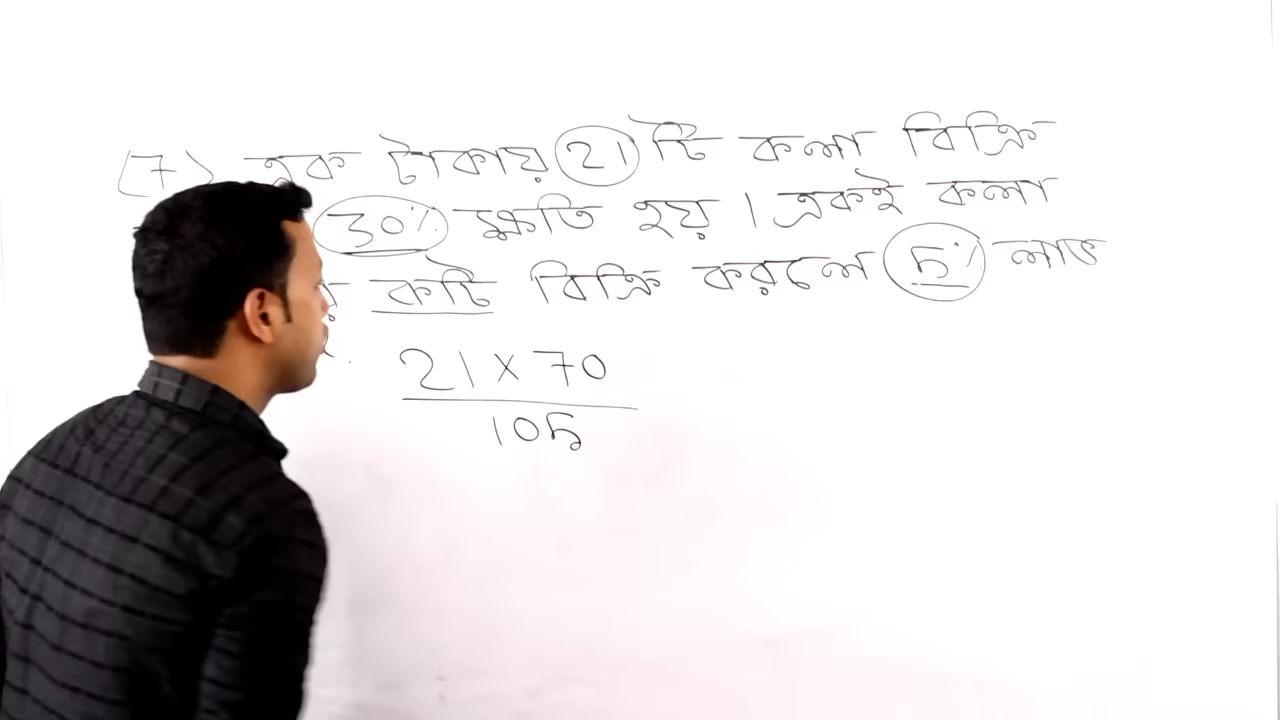 (7) এক টাকায় 21 টি কলা বিক্রি
30% ক্ষতি হয় । একই কলা
কটি বিক্রি করলে 5% লাভ
21 × 70
105